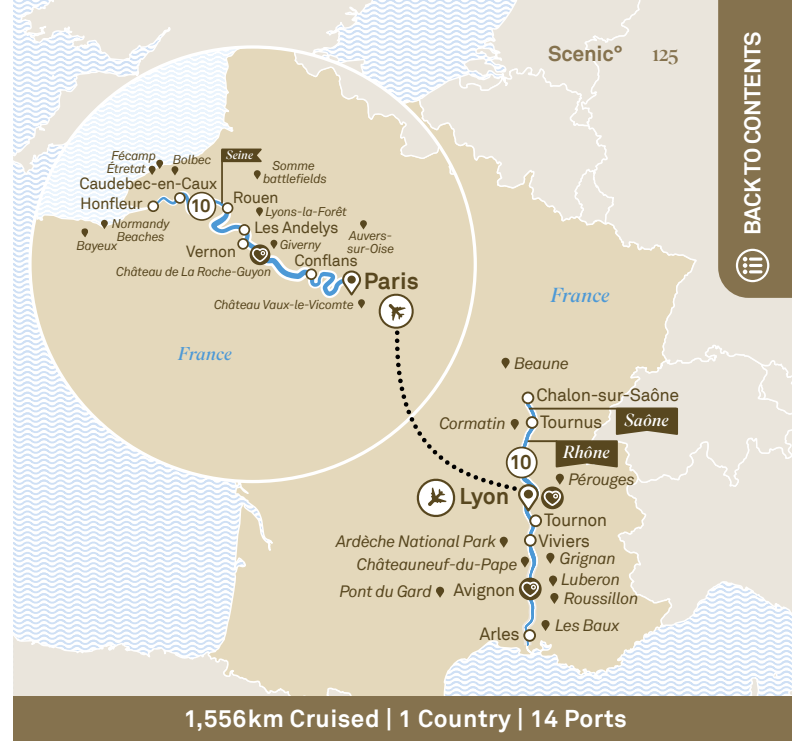 Scenic° 125
BACK TO CONTENTS
Fécamp
Étretat
Bolbec
Seine
Somme
battlefields
Caudebec-en-Caux
Honfleur
10
Rouen
Lyons-la-Forêt
Normandy
Beaches
Bayeux
Les Andelys
Auvers-
sur-Oise
Vernon
Giverny
Conflans
Château de La Roche-Guyon
Paris
Château Vaux-le-Vicomte
France
France
Beaune
Chalon-sur-Saône
Cormatin
Tournus
Saône
Rhône
10
Pérouges
Lyon
Tournon
Ardèche National Park
Viviers
Châteauneuf-du-Pape
Grignan
Luberon
Pont du Gard
Avignon
Roussillon
Les Baux
Arles
1,556km Cruised | 1 Country | 14 Ports